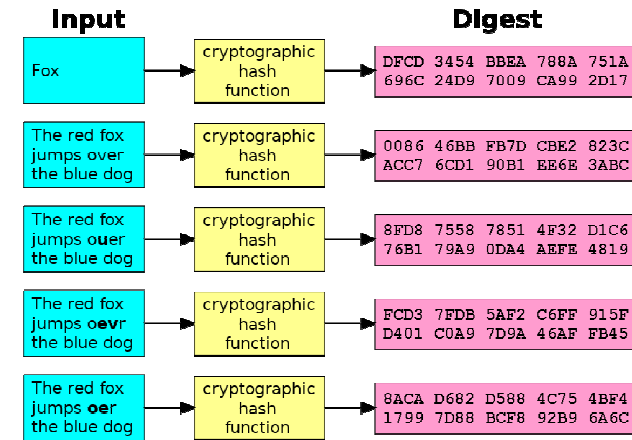 Input
Digest
Fox
cryptographic
hash
function
DFCD 3454 BBEA 788A 751A
696C 24D9 7009 CA99 2D17
The red fox
jumps over
the blue dog
cryptographic
hash
function
0086 46BB FB7D CBE2 823C
ACC7 6CD1 90B1 EE6E 3ABC
The red fox
jumps ouer
the blue dog
cryptographic
hash
function
8FD8 7558 7851 4F32 D1C6
76B1 79A9 0DA4 AEFE 4819
The red fox
jumps oevr
the blue dog
cryptographic
hash
function
FCD3 7FDB 5AF2 C6FF 915F
D401 C0A9 7D9A 46AF FB45
The red fox
jumps oer
the blue dog
cryptographic
hash
function
8ACA D682 D588 4C75 4BF4
1799 7D88 BCF8 92B9 6A6C